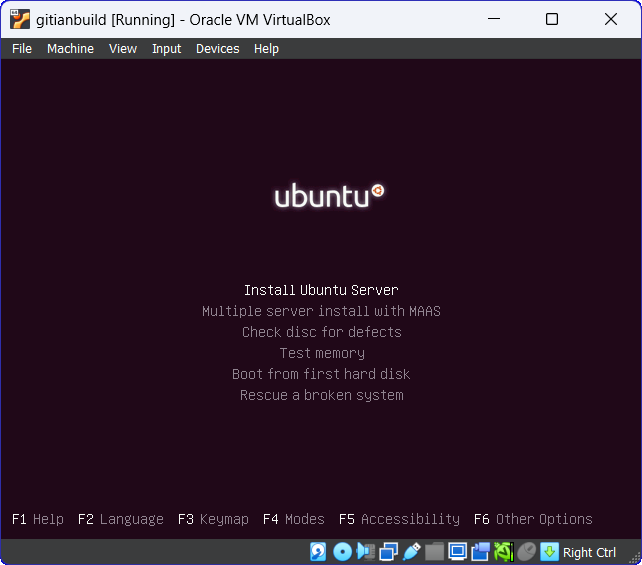 gitianbuild [Running] - Oracle VM VirtualBox
File Machine View Input Devices Help
ubuntu
Install Ubuntu Server
Multiple server install with MAAS
Check disc for defects
Test memory
Boot from first hard disk
Rescue a broken system
F1 Help F2 Language F3 Keymap F4 Modes F5 Accessibility F6 Other Options
Right Ctrl